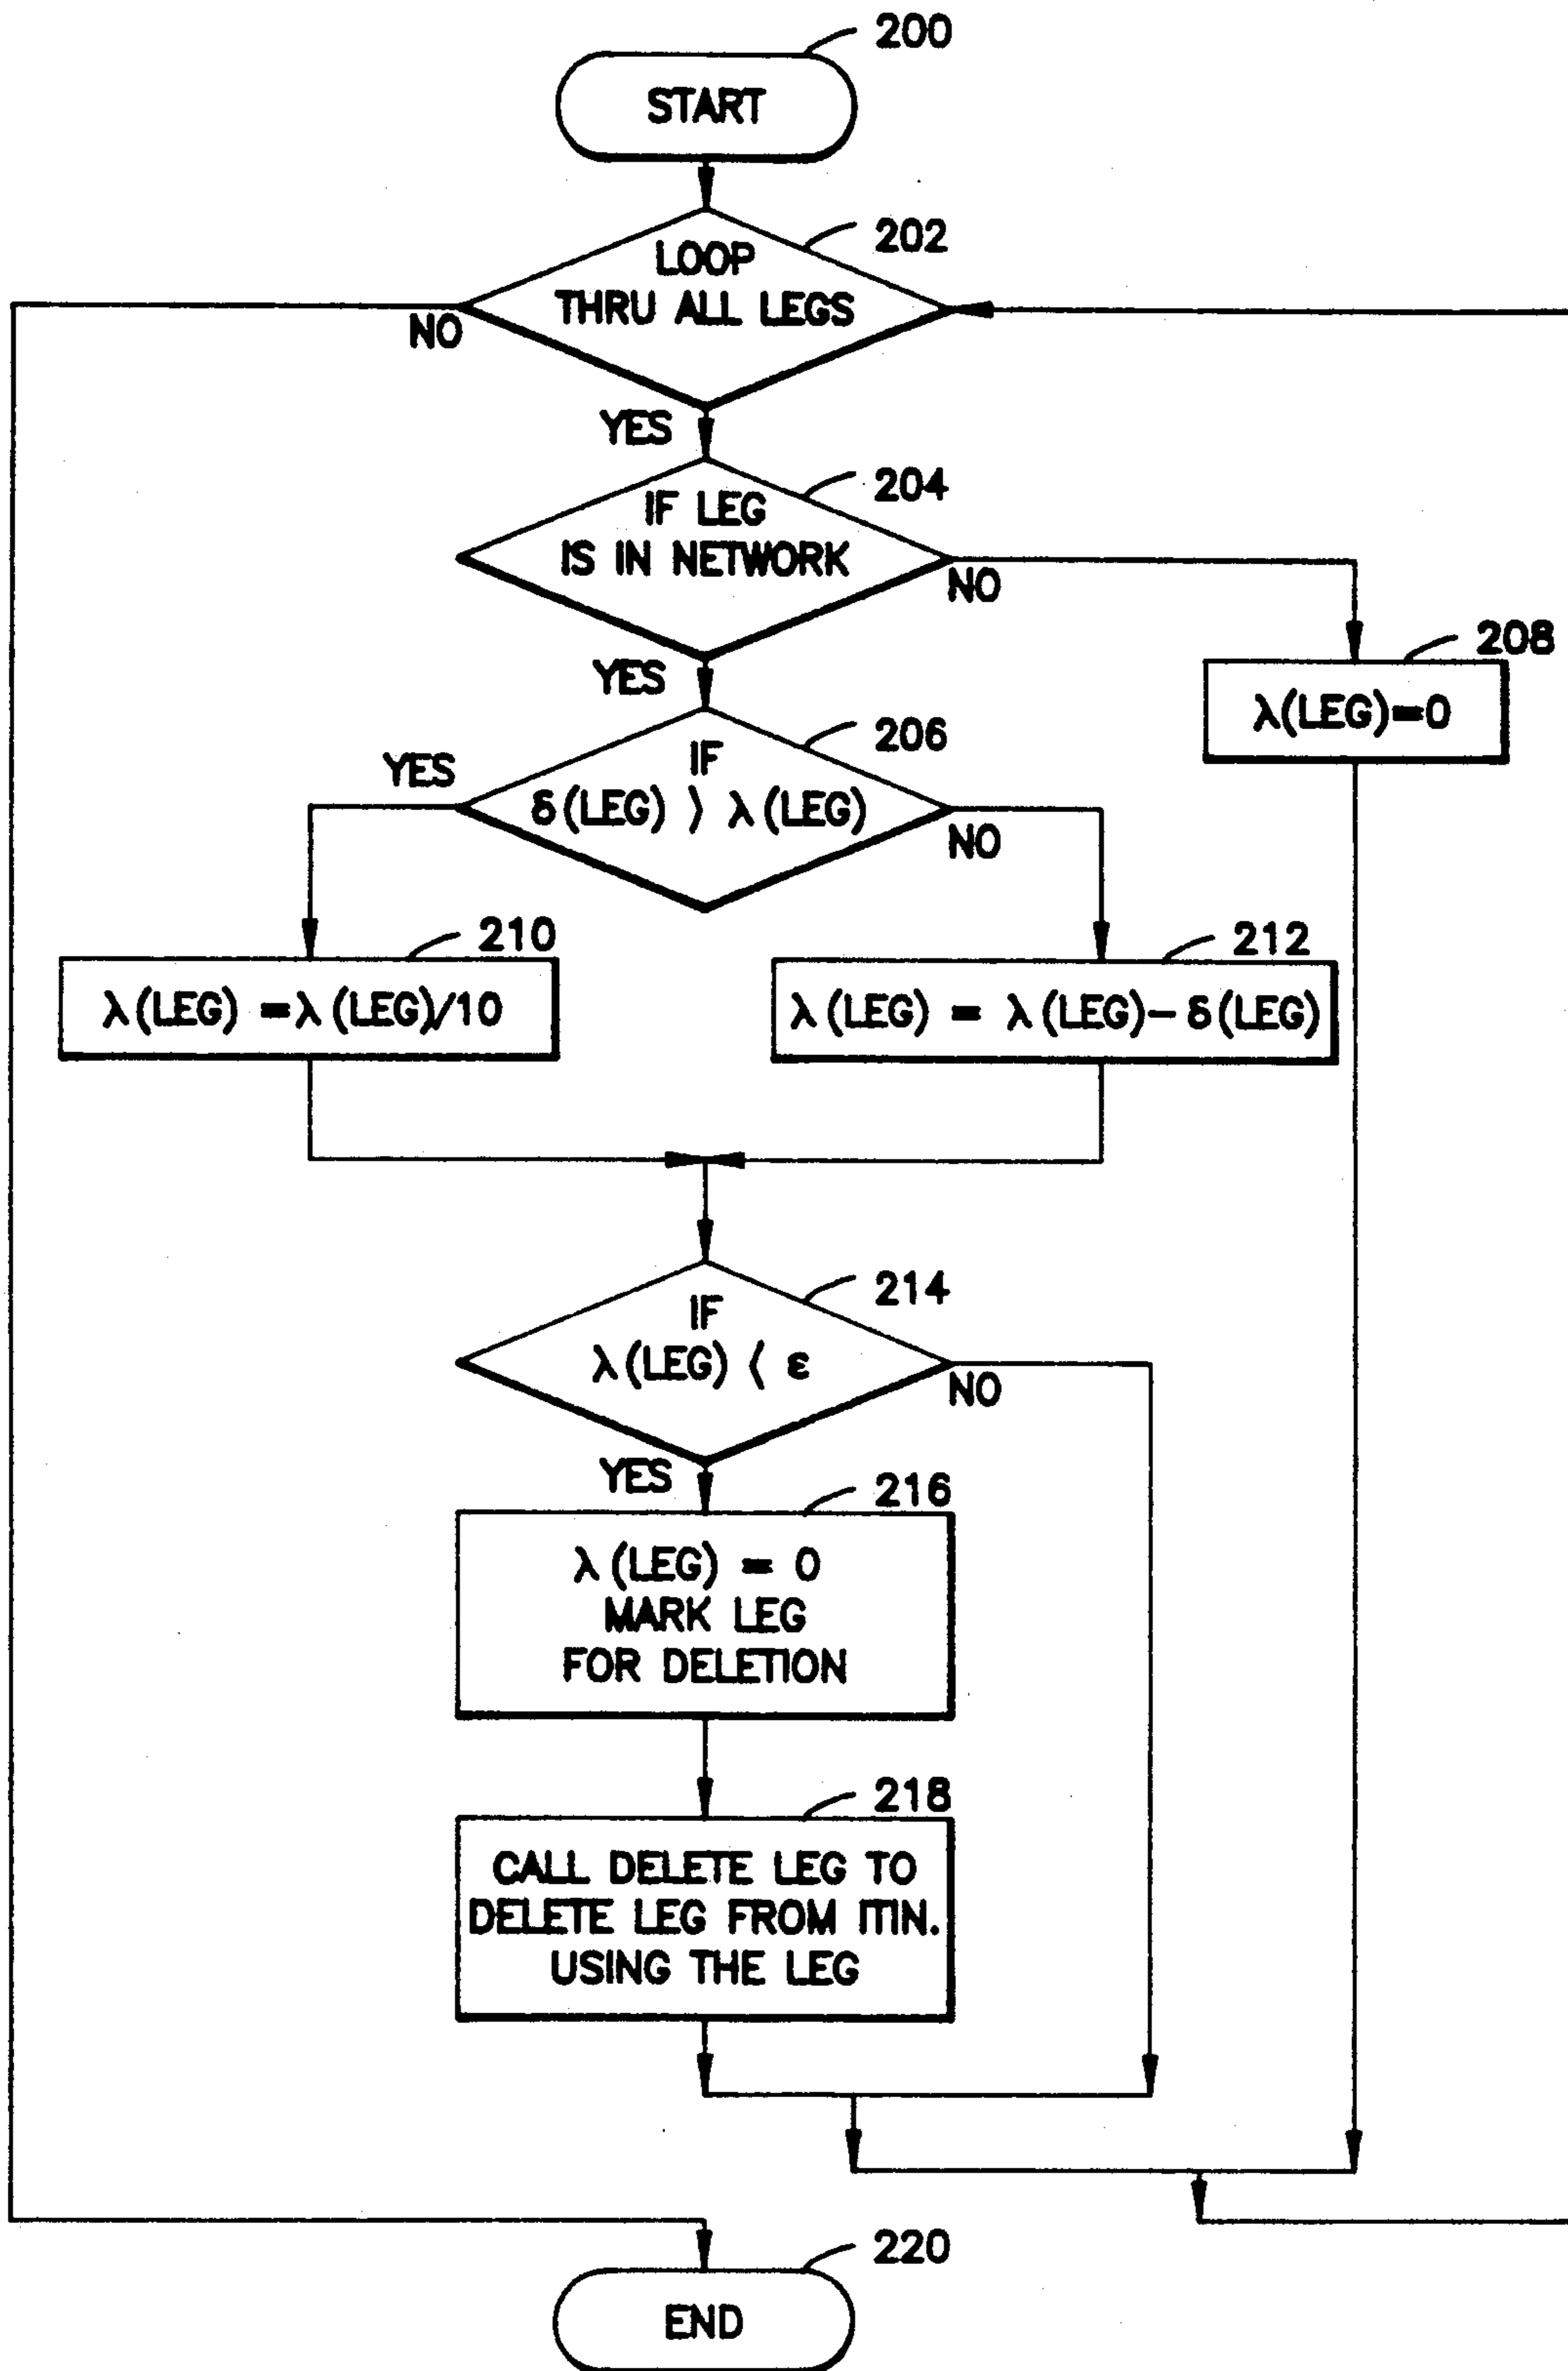 200
START
202
LOOP
THRU ALL LEGS
NO
YES
204
IF LEG
IS IN NETWORK
NO
YES
208
λ(LEG)=0
206
IF
δ(LEG) > λ(LEG)
YES
NO
210
λ(LEG) =λ(LEG)/10
212
λ(LEG) = λ(LEG)-δ(LEG)
214
IF
λ(LEG) < ε
NO
YES
216
λ(LEG) = 0
MARK LEG
FOR DELETION
218
CALL DELETE LEG TO
DELETE LEG FROM ITIN.
USING THE LEG
220
END